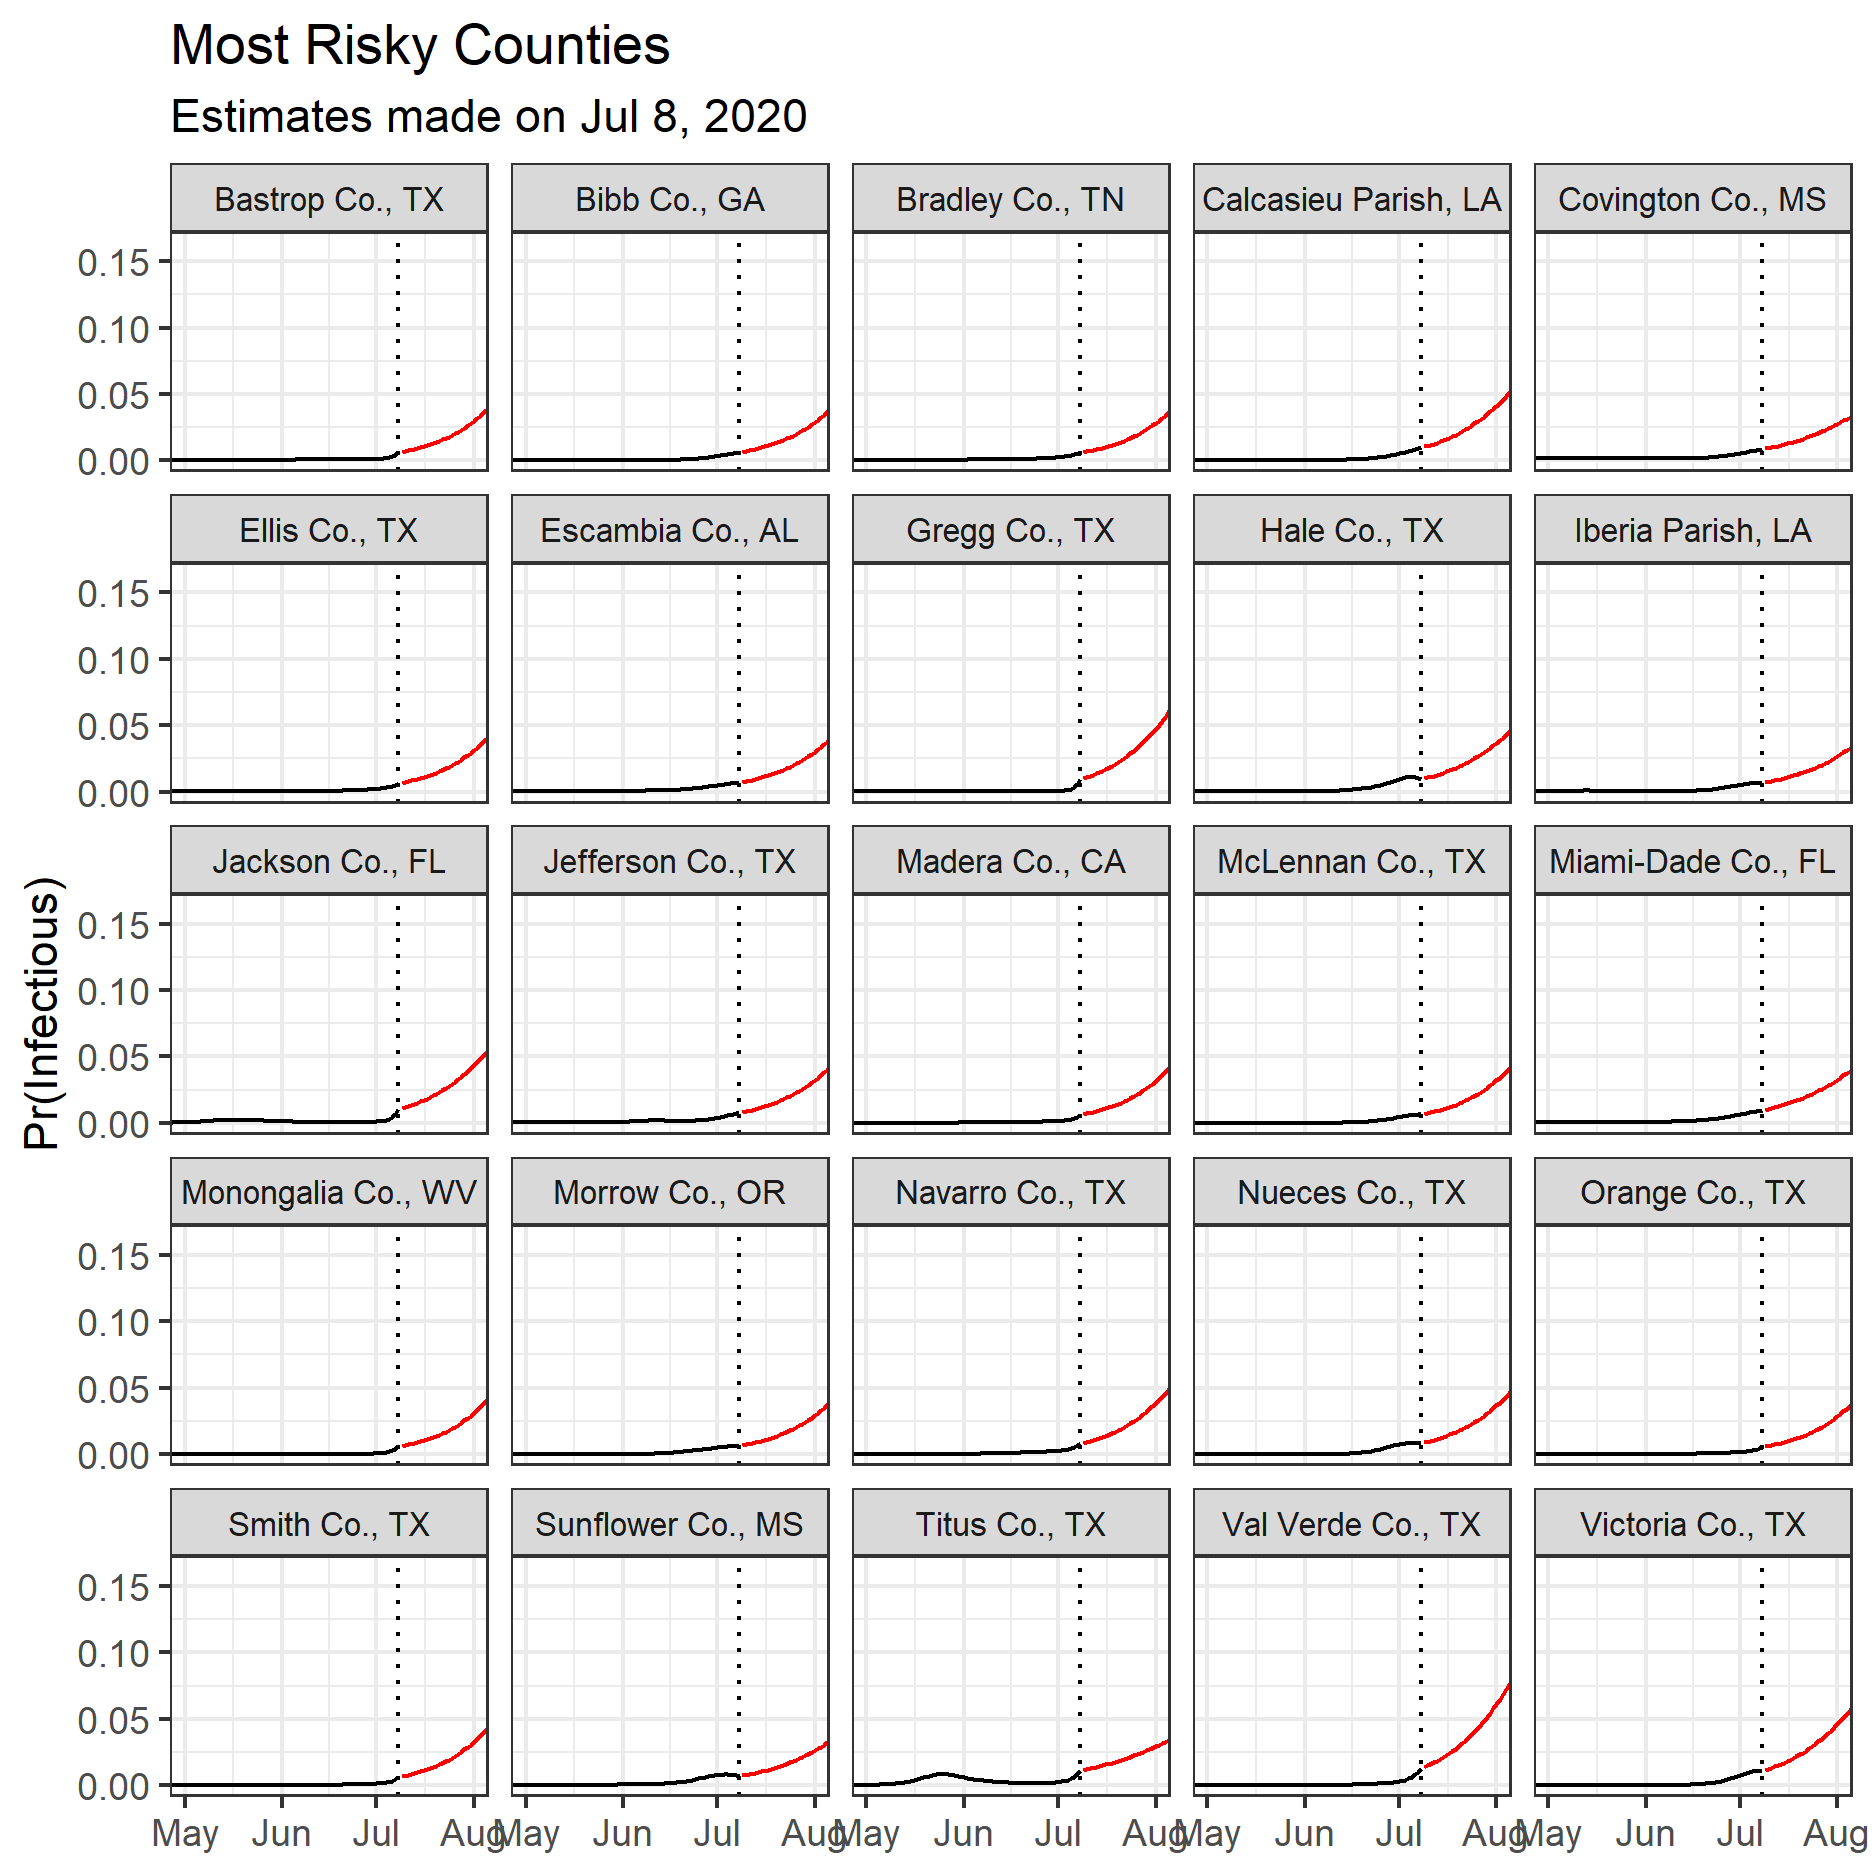 Most Risky Counties
Estimates made on Jul 8, 2020
Bastrop Co., TX
Bibb Co., GA
Bradley Co., TN
Calcasieu Parish, LA
Covington Co., MS
0.15
0.10
0.05
0.00
Ellis Co., TX
Escambia Co., AL
Gregg Co., TX
Hale Co., TX
Iberia Parish, LA
0.15
0.10
0.05
0.00
Pr(Infectious)
Jackson Co., FL
Jefferson Co., TX
Madera Co., CA
McLennan Co., TX
Miami-Dade Co., FL
0.15
0.10
0.05
0.00
Monongalia Co., WV
Morrow Co., OR
Navarro Co., TX
Nueces Co., TX
Orange Co., TX
0.15
0.10
0.05
0.00
Smith Co., TX
Sunflower Co., MS
Titus Co., TX
Val Verde Co., TX
Victoria Co., TX
0.15
0.10
0.05
0.00
May Jun Jul Aug
May Jun Jul Aug
May Jun Jul Aug
May Jun Jul Aug
May Jun Jul Aug